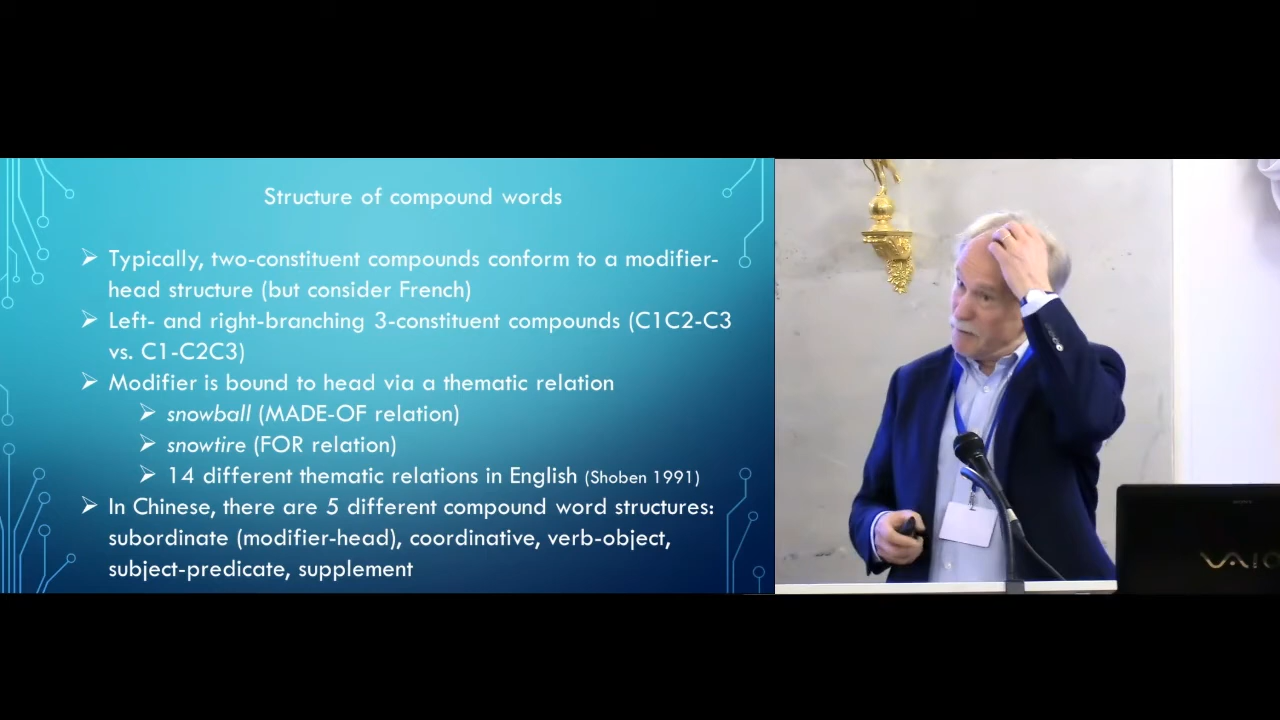 Structure of compound words
➢ Typically, two-constituent compounds conform to a modifier-
head structure (but consider French)
➢ Left- and right-branching 3-constituent compounds (C1C2-C3
vs. C1-C2C3)
➢ Modifier is bound to head via a thematic relation
➢ snowball (MADE-OF relation)
➢ snowtire (FOR relation)
➢ 14 different thematic relations in English (Shoben 1991)
➢ In Chinese, there are 5 different compound word structures:
subordinate (modifier-head), coordinative, verb-object,
subject-predicate, supplement
SONY
VAIO